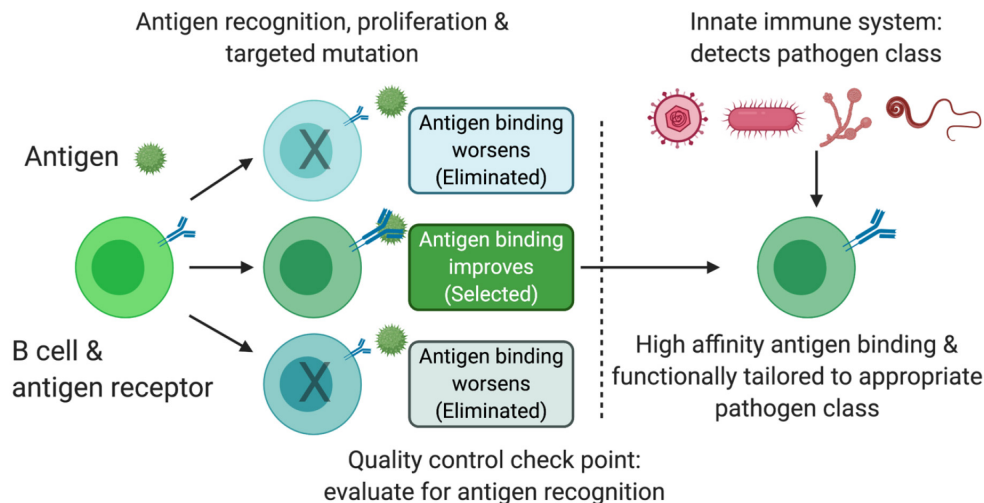 Antigen recognition, proliferation &
targeted mutation
Innate immune system:
detects pathogen class
Antigen
X
Antigen binding
worsens
(Eliminated)
Antigen binding
improves
(Selected)
B cell &
antigen receptor
X
Antigen binding
worsens
(Eliminated)
High affinity antigen binding &
functionally tailored to appropriate
pathogen class
Quality control check point:
evaluate for antigen recognition